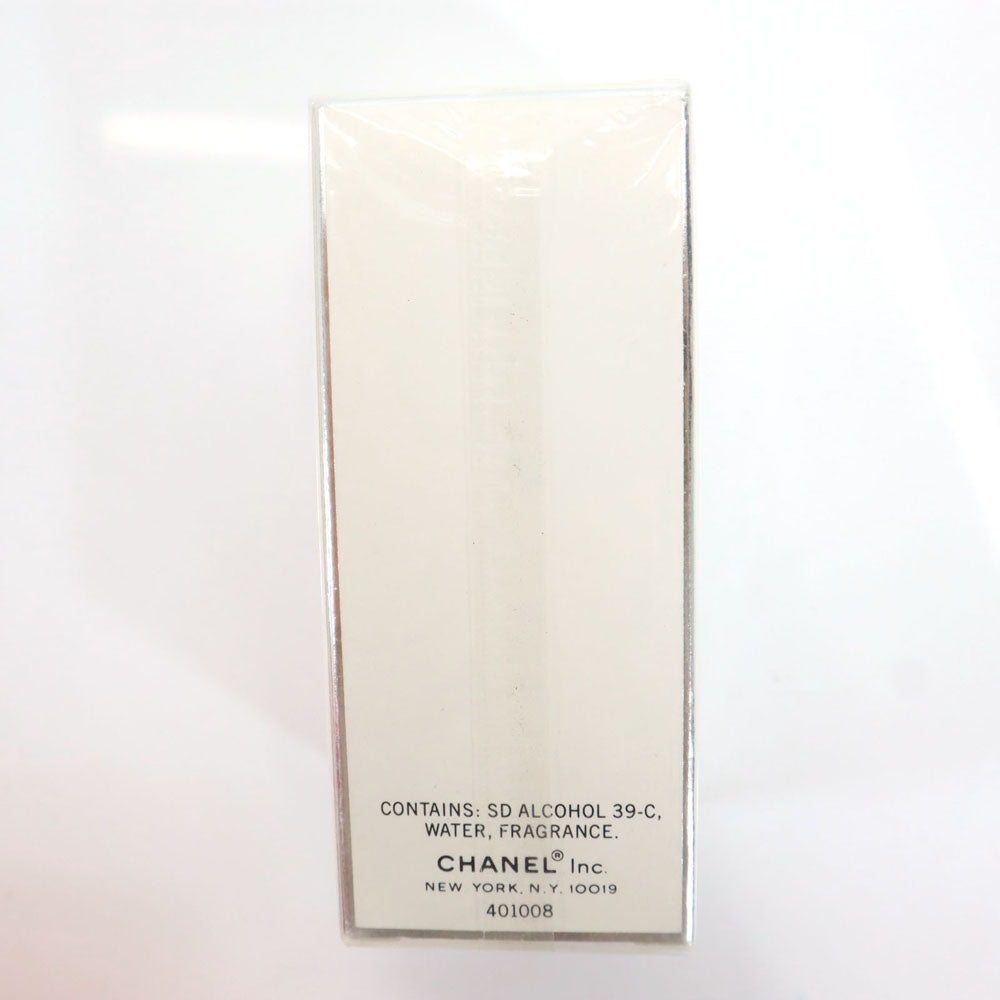 CONTAINS: SD ALCOHOL 39-C,
WATER, FRAGRANCE.
CHANEL® Inc.
NEW YORK, N.Y. 10019
401008